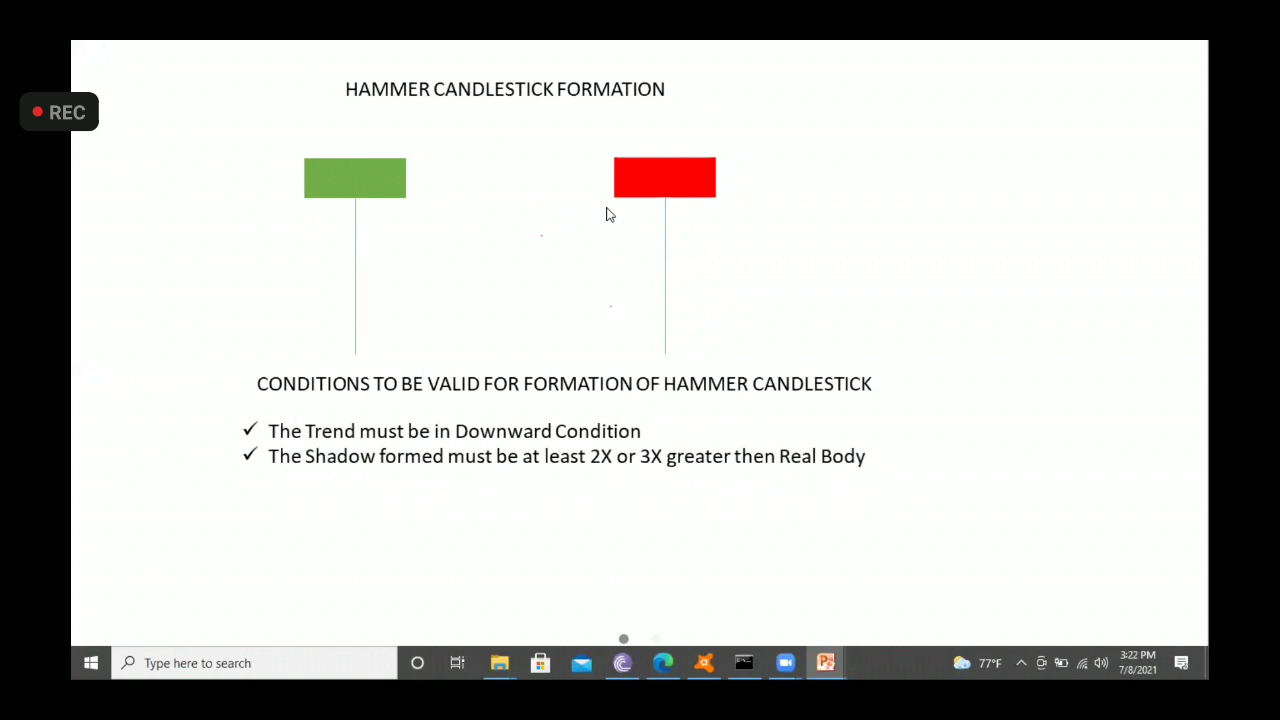 HAMMER CANDLESTICK FORMATION
REC
CONDITIONS TO BE VALID FOR FORMATION OF HAMMER CANDLESTICK
✓ The Trend must be in Downward Condition
✓ The Shadow formed must be at least 2X or 3X greater then Real Body
Type here to search
77°F
3:22 PM
7/8/2021